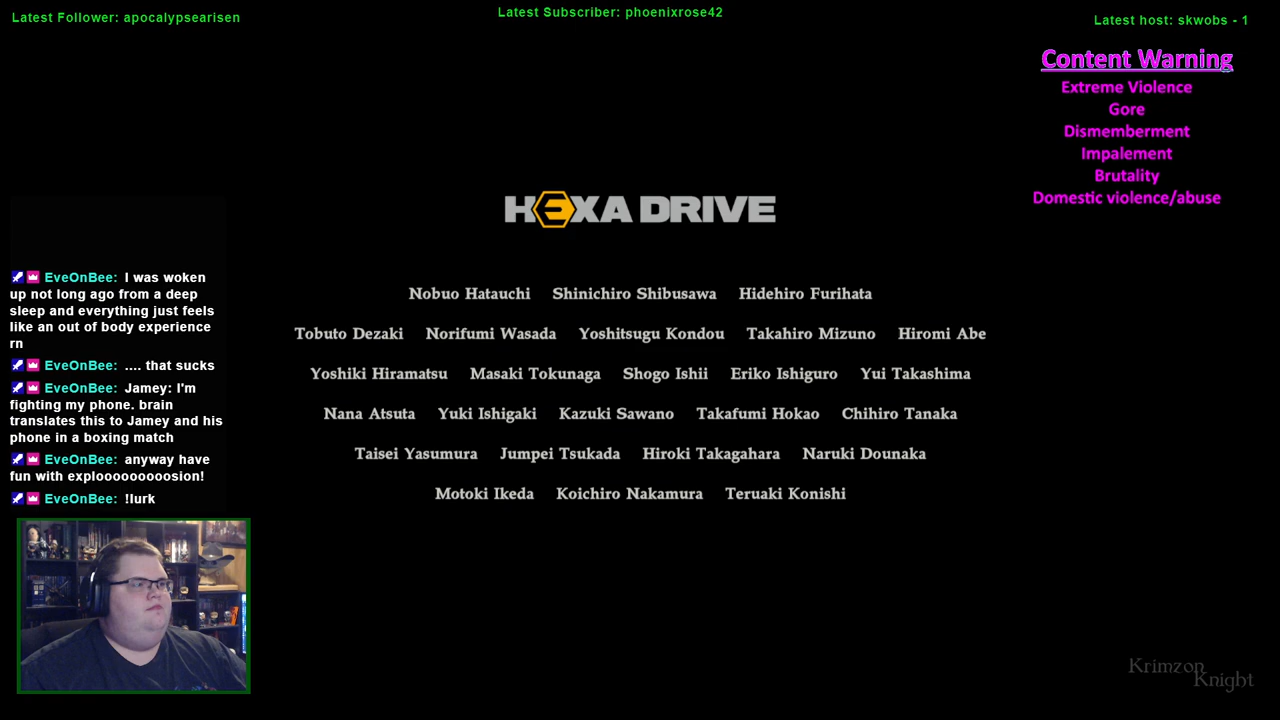 Latest Follower: apocalypsearisen
Latest Subscriber: phoenixrose42
Latest host: skwobs - 1
Content Warning
Extreme Violence
Gore
Dismemberment
Impalement
Brutality
Domestic violence/abuse
HEXA DRIVE
Nobuo Hatauchi Shinichiro Shibusawa Hidehiro Furihata
Tobuto Dezaki Norifumi Wasada Yoshitsugu Kondou Takahiro Mizuno Hiromi Abe
Yoshiki Hiramatsu Masaki Tokunaga Shogo Ishii Eriko Ishiguro Yui Takashima
Nana Atsuta Yuki Ishigaki Kazuki Sawano Takafumi Hokao Chihiro Tanaka
Taisei Yasumura Jumpei Tsukada Hiroki Takagahara Naruki Dounaka
Motoki Ikeda Koichiro Nakamura Teruaki Konishi
EveOnBee: I was woken
up not long ago from a deep
sleep and everything just feels
like an out of body experience
rn
EveOnBee: .... that sucks
EveOnBee: Jamey: I'm
fighting my phone. brain
translates this to Jamey and his
phone in a boxing match
EveOnBee: anyway have
fun with explooooooooosion!
EveOnBee: !lurk
Krimzon
Knight